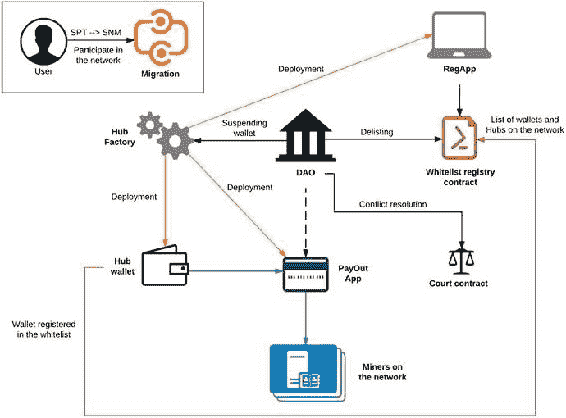 SPT --> SNM
Participate in
the network
User
Migration
Deployment
RegApp
Hub
Factory
Suspending
wallet
Delisting
List of wallets and
Hubs on the network
DAO
Whitelist registry
contract
Deployment
Deployment
Conflict resolution
Hub
wallet
PayOut
App
Court contract
Wallet registered
in the whitelist
Miners on
the network